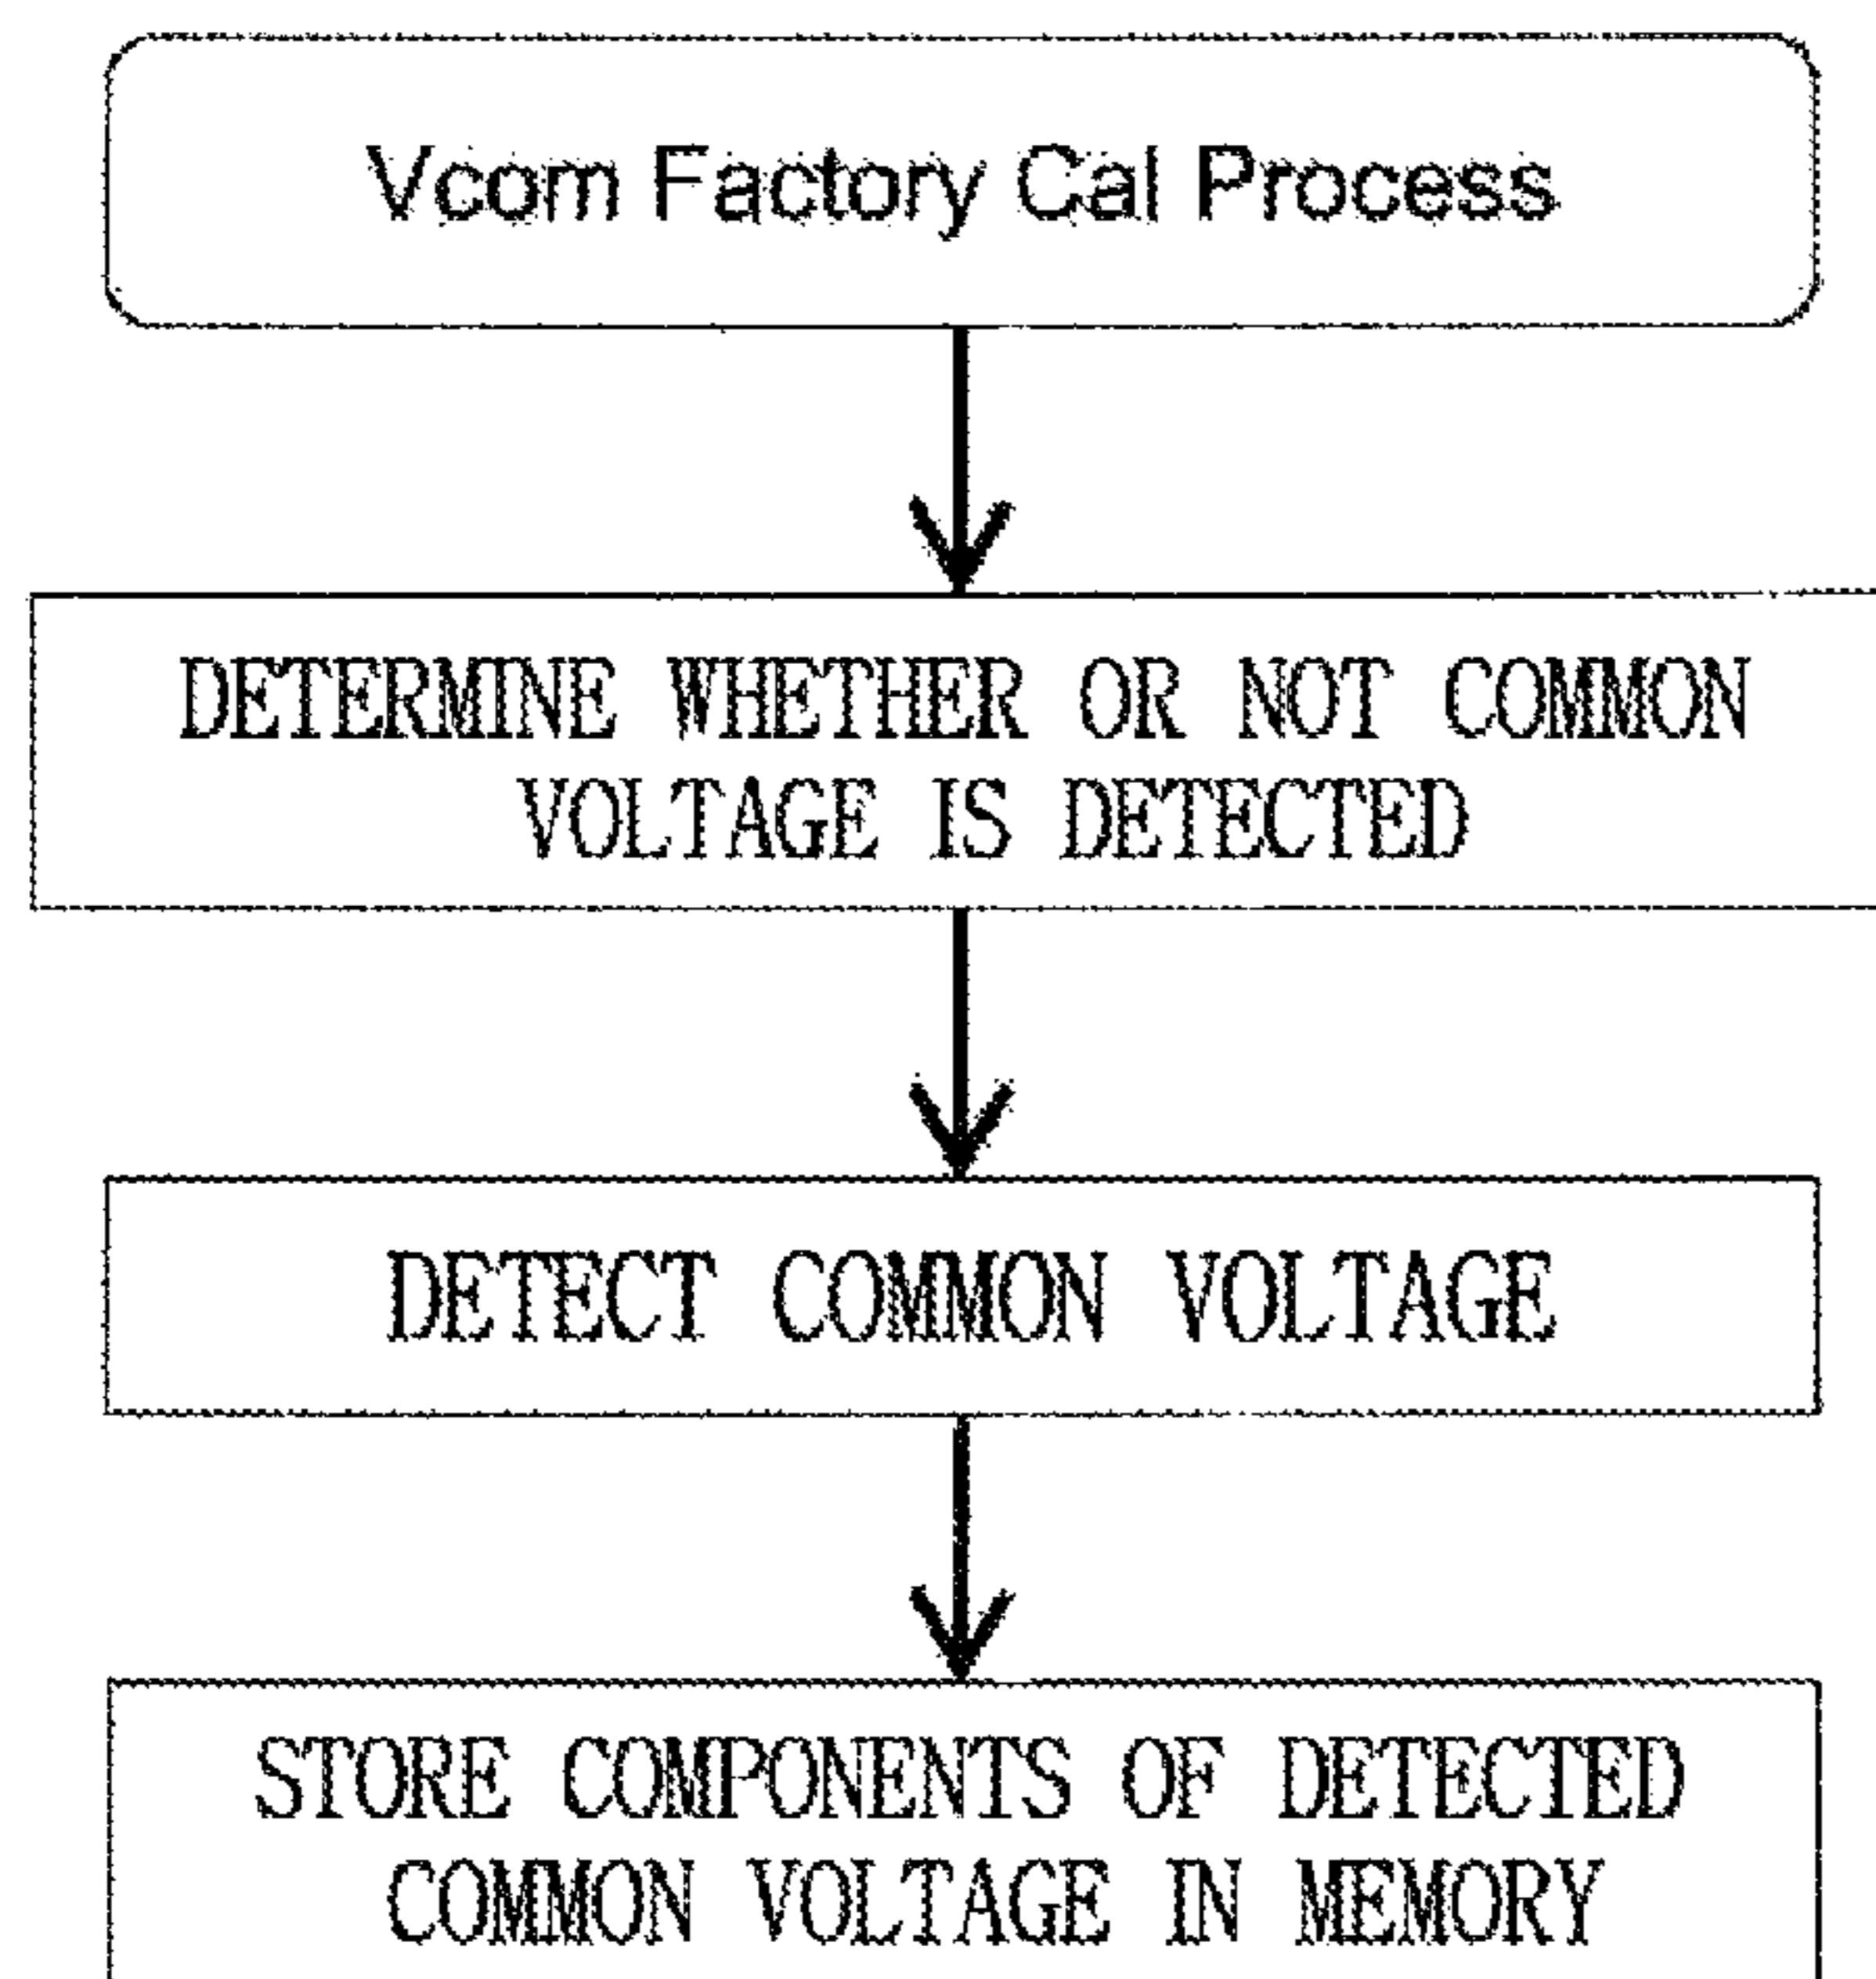 Vcom Factory Cal Process
DETERMINE WHETHER OR NOT COMMON
VOLTAGE IS DETECTED
DETECT COMMON VOLTAGE
STORE COMPONENTS OF DETECTED
COMMON VOLTAGE IN MEMORY